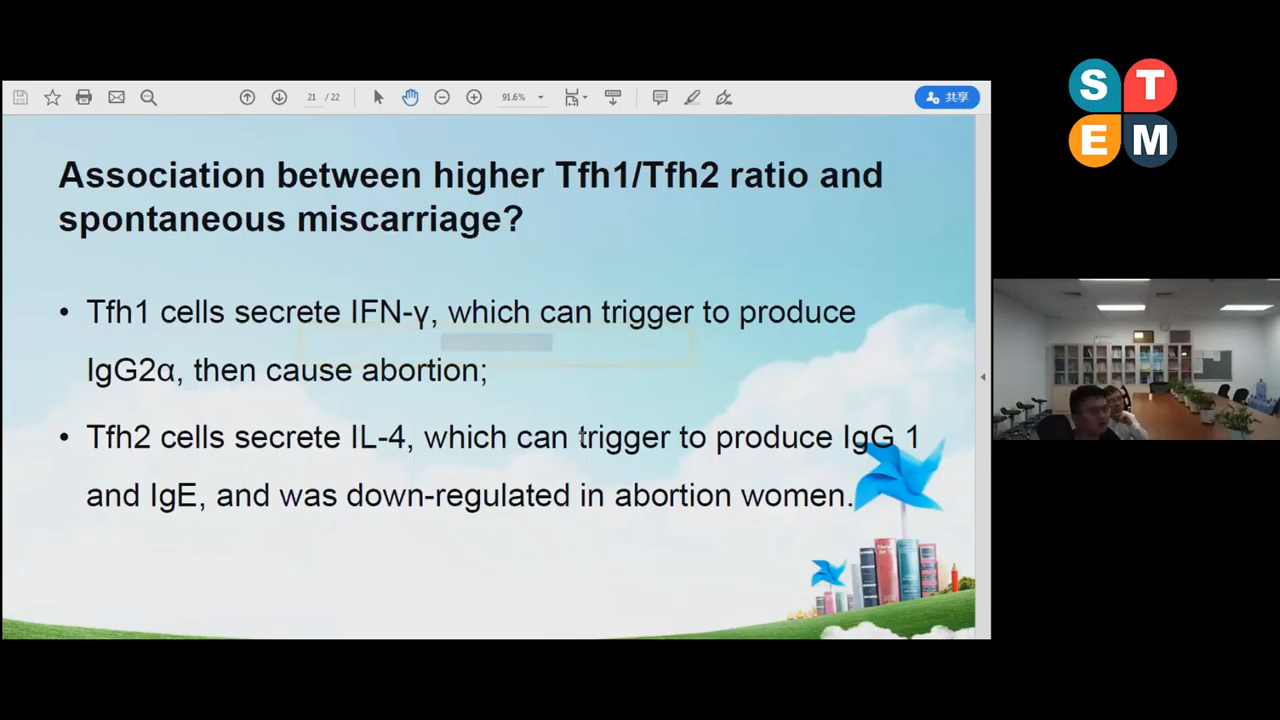 21 / 22
91.6%
共享
S T
E M
Association between higher Tfh1/Tfh2 ratio and
spontaneous miscarriage?
• Tfh1 cells secrete IFN-γ, which can trigger to produce
IgG2α, then cause abortion;
• Tfh2 cells secrete IL-4, which can trigger to produce IgG 1
and IgE, and was down-regulated in abortion women.